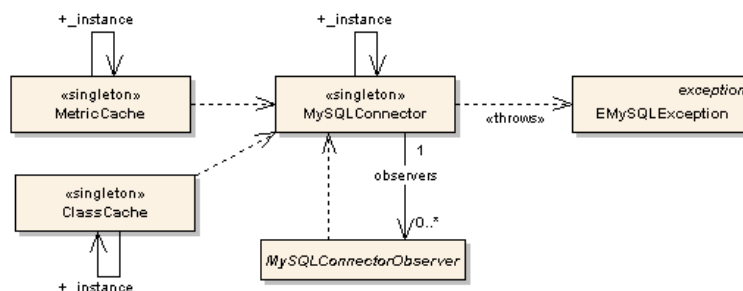 +_instance
+_instance
«singleton»
MetricCache
«singleton»
MySQLConnector
exception
EMySQLException
«throws»
1
observers
0..*
«singleton»
ClassCache
MySQLConnectorObserver
+_instance